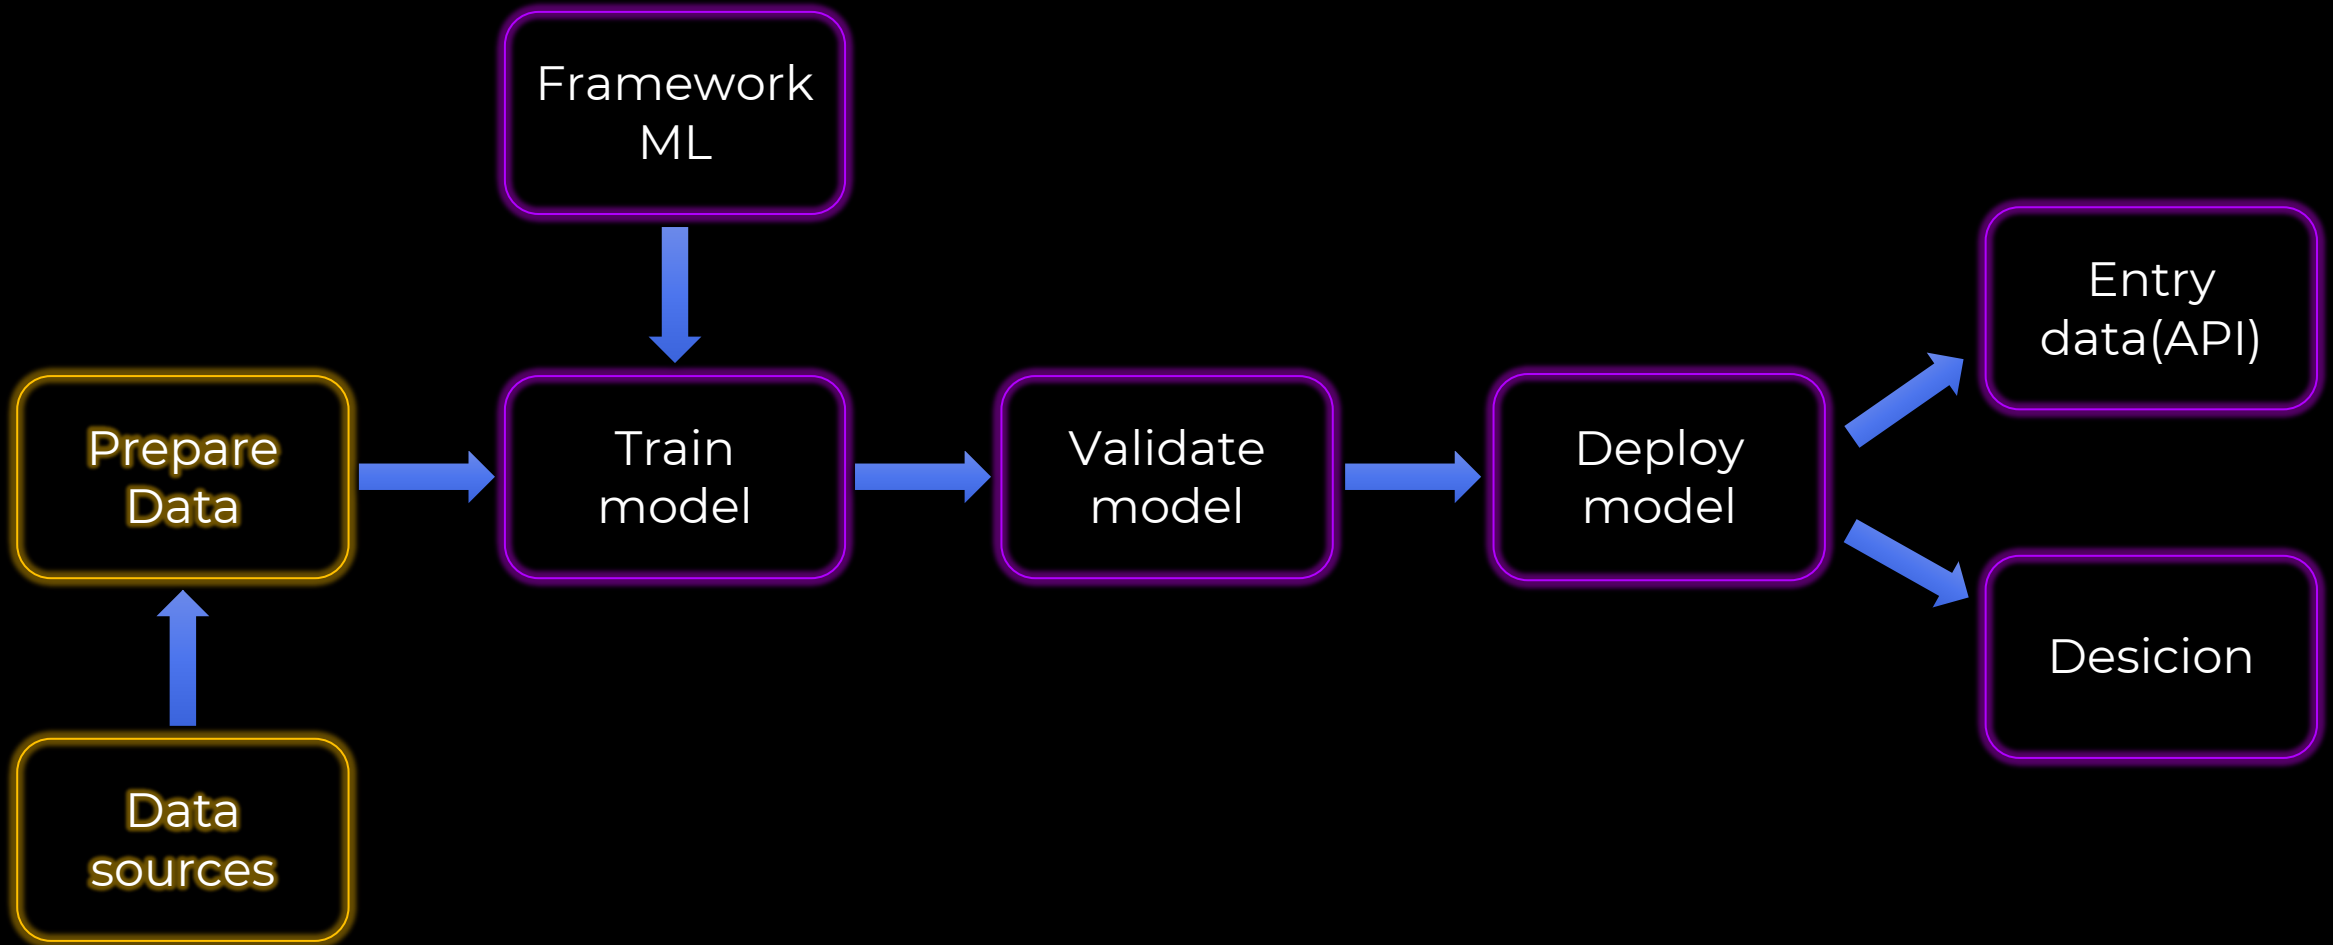 Framework
ML
Entry
data(API)
Prepare
Data
Train
model
Validate
model
Deploy
model
Desicion
Data
sources